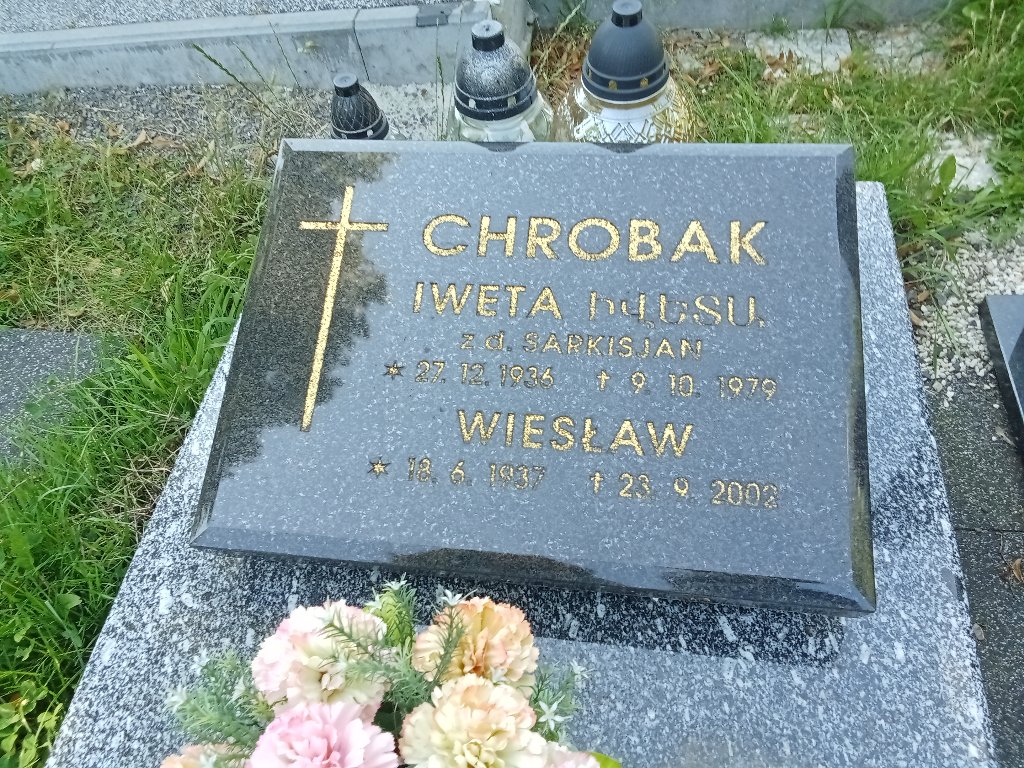 CHROBAK
IWETA ԻՎԵՏԱ
z d. SARKISJAN
* 27. 12. 1936 † 9. 10. 1979
WIESŁAW
* 18. 6. 1937 † 23. 9. 2002